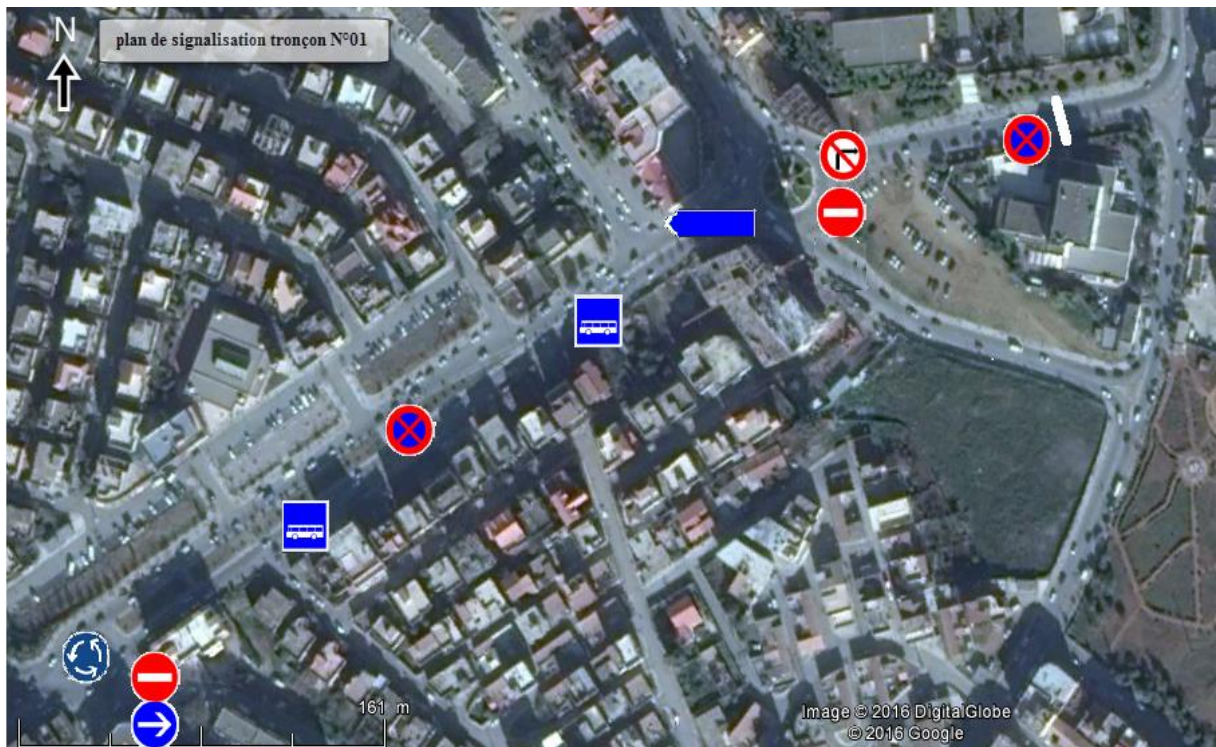 N
plan de signalisation tronçon N°01
161 m
Image © 2016 DigitalGlobe
© 2016 Google